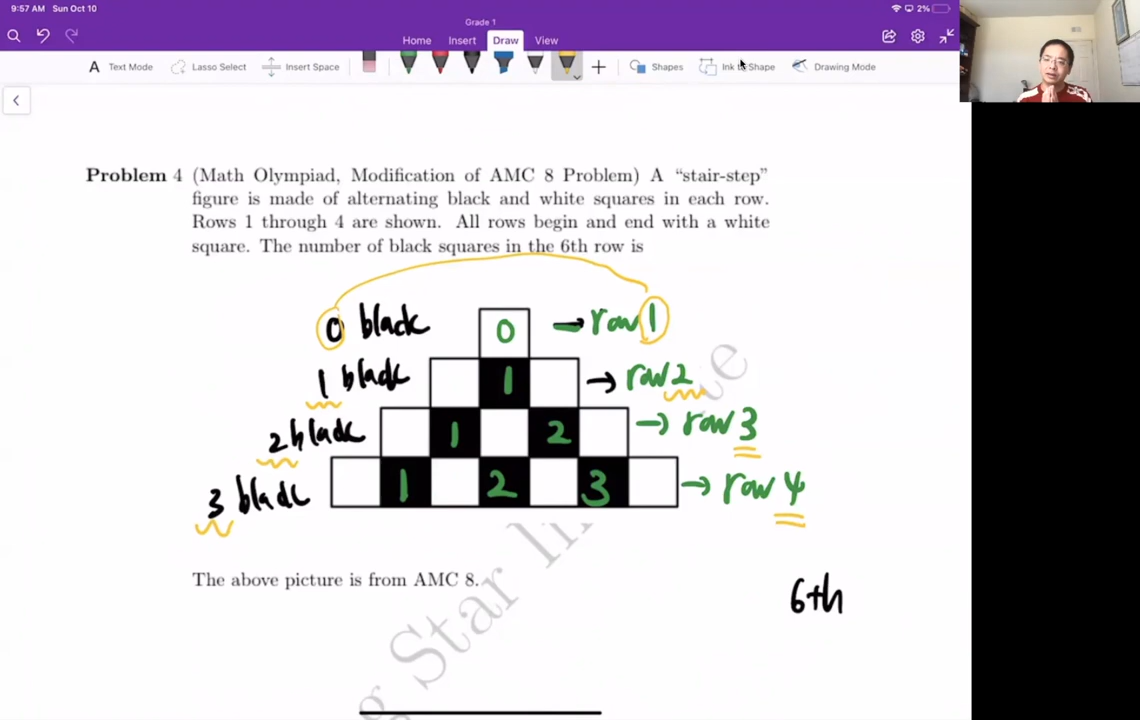 9:57 AM Sun Oct 10
2%
Grade 1
Home Insert Draw View
A Text Mode Lasso Select Insert Space Shapes Ink to Shape Drawing Mode
Problem 4 (Math Olympiad, Modification of AMC 8 Problem) A “stair-step”
figure is made of alternating black and white squares in each row.
Rows 1 through 4 are shown. All rows begin and end with a white
square. The number of black squares in the 6th row is
0 black 0 → row 1
1 black 1 → row 2
2 black 1 2 → row 3
3 black 1 2 3 → row 4
The above picture is from AMC 8.
6th
g Star